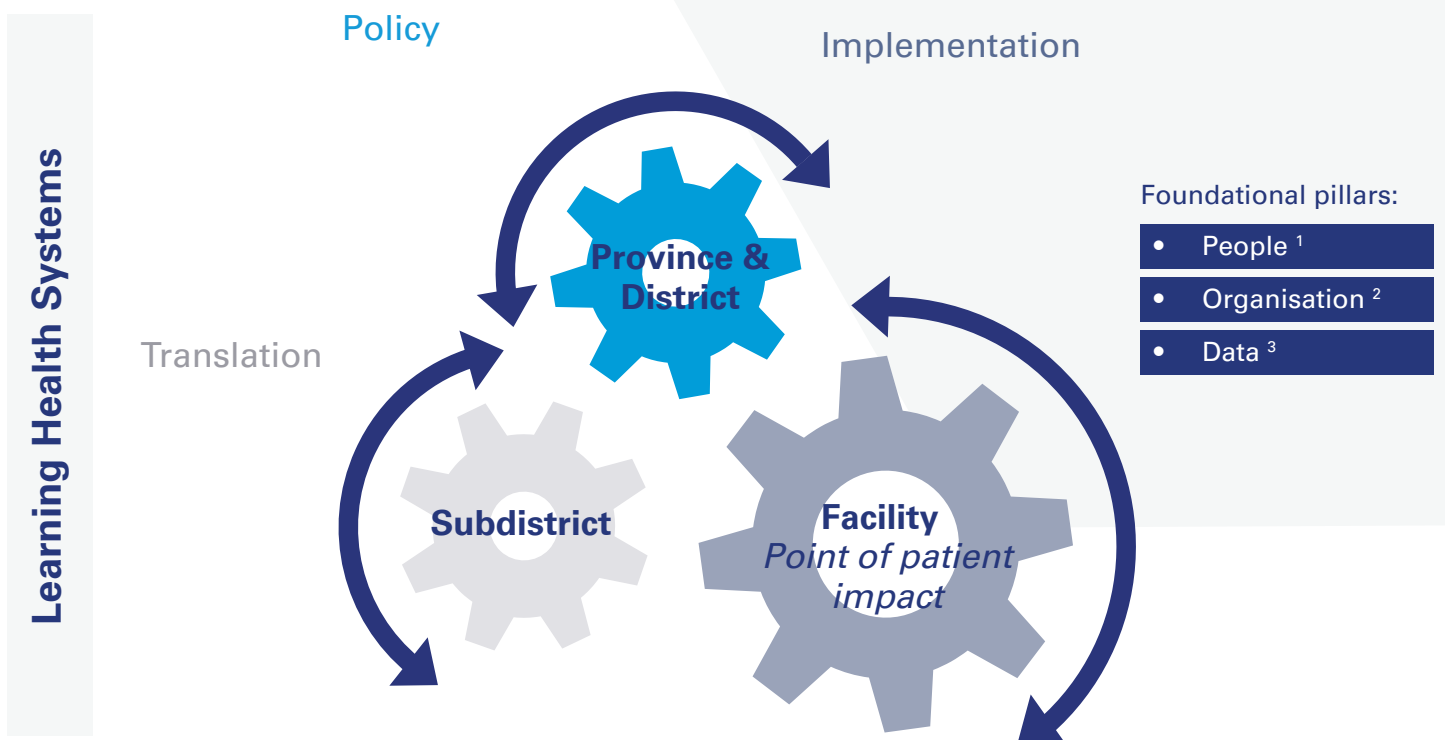 Learning Health Systems
Policy
Implementation
Province &
District
Foundational pillars:
• People ¹
• Organisation ²
• Data ³
Translation
Subdistrict
Facility
Point of patient
impact